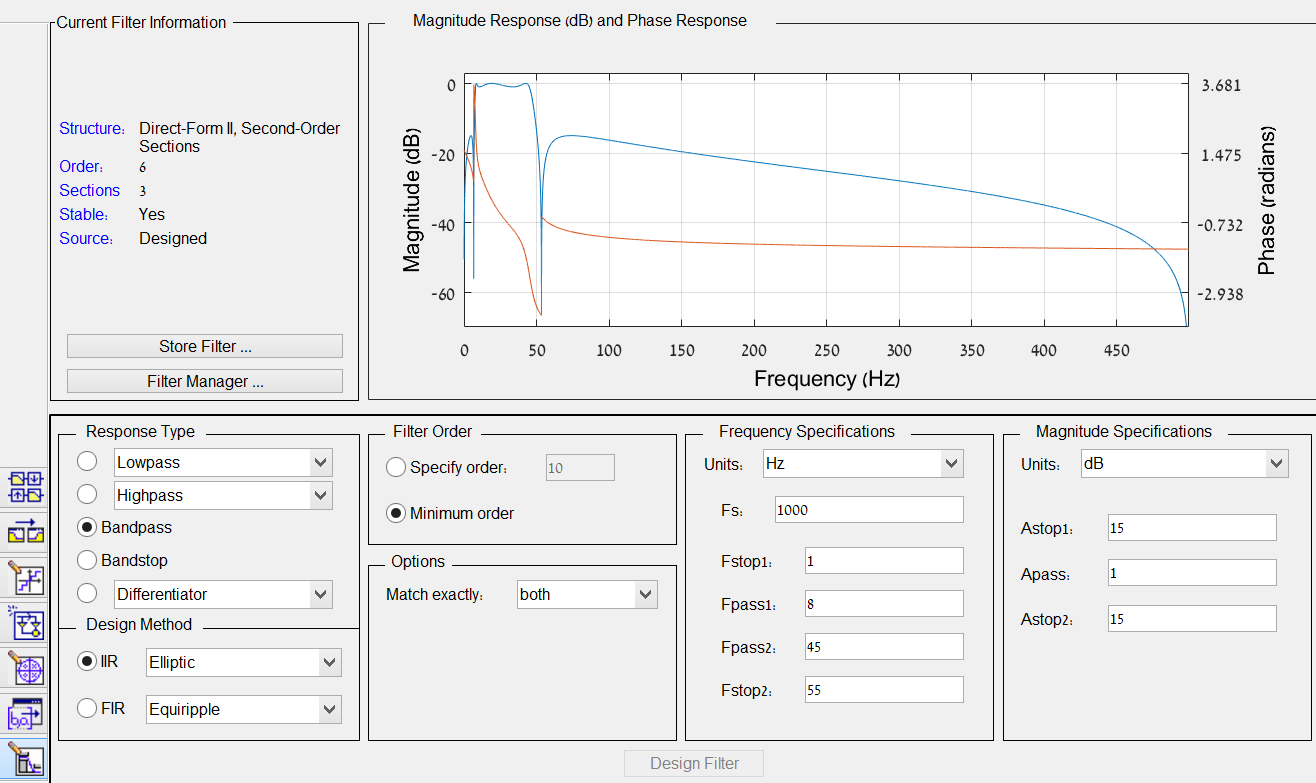 Current Filter Information
Structure: Direct-Form II, Second-Order
Sections
Order: 6
Sections 3
Stable: Yes
Source: Designed
Store Filter ...
Filter Manager ...
Magnitude Response (dB) and Phase Response
Magnitude (dB)
0
-20
-40
-60
3.681
1.475
-0.732
-2.938
Phase (radians)
0 50 100 150 200 250 300 350 400 450
Frequency (Hz)
Response Type
Lowpass
Highpass
Bandpass
Bandstop
Differentiator
Design Method
IIR Elliptic
FIR Equiripple
Filter Order
Specify order: 10
Minimum order
Options
Match exactly: both
Frequency Specifications
Units: Hz
Fs: 1000
Fstop1: 1
Fpass1: 8
Fpass2: 45
Fstop2: 55
Magnitude Specifications
Units: dB
Astop1: 15
Apass: 1
Astop2: 15
Design Filter